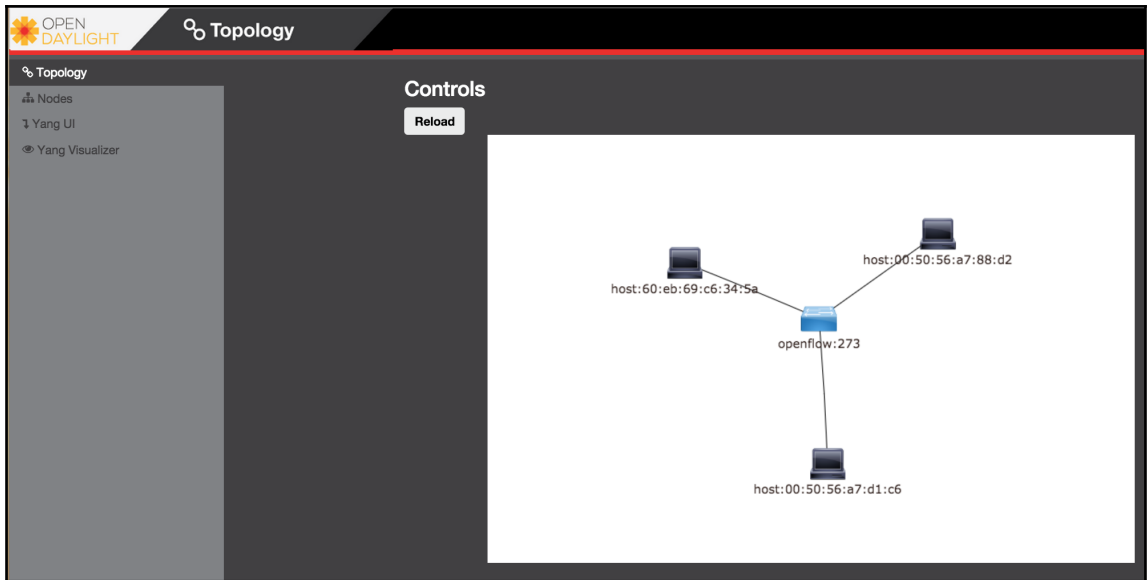 OPEN
DAYLIGHT
Topology
Topology
Nodes
Yang UI
Yang Visualizer
Controls
Reload
host:00:50:56:a7:88:d2
host:60:eb:69:c6:34:5a
openflow:273
host:00:50:56:a7:d1:c6